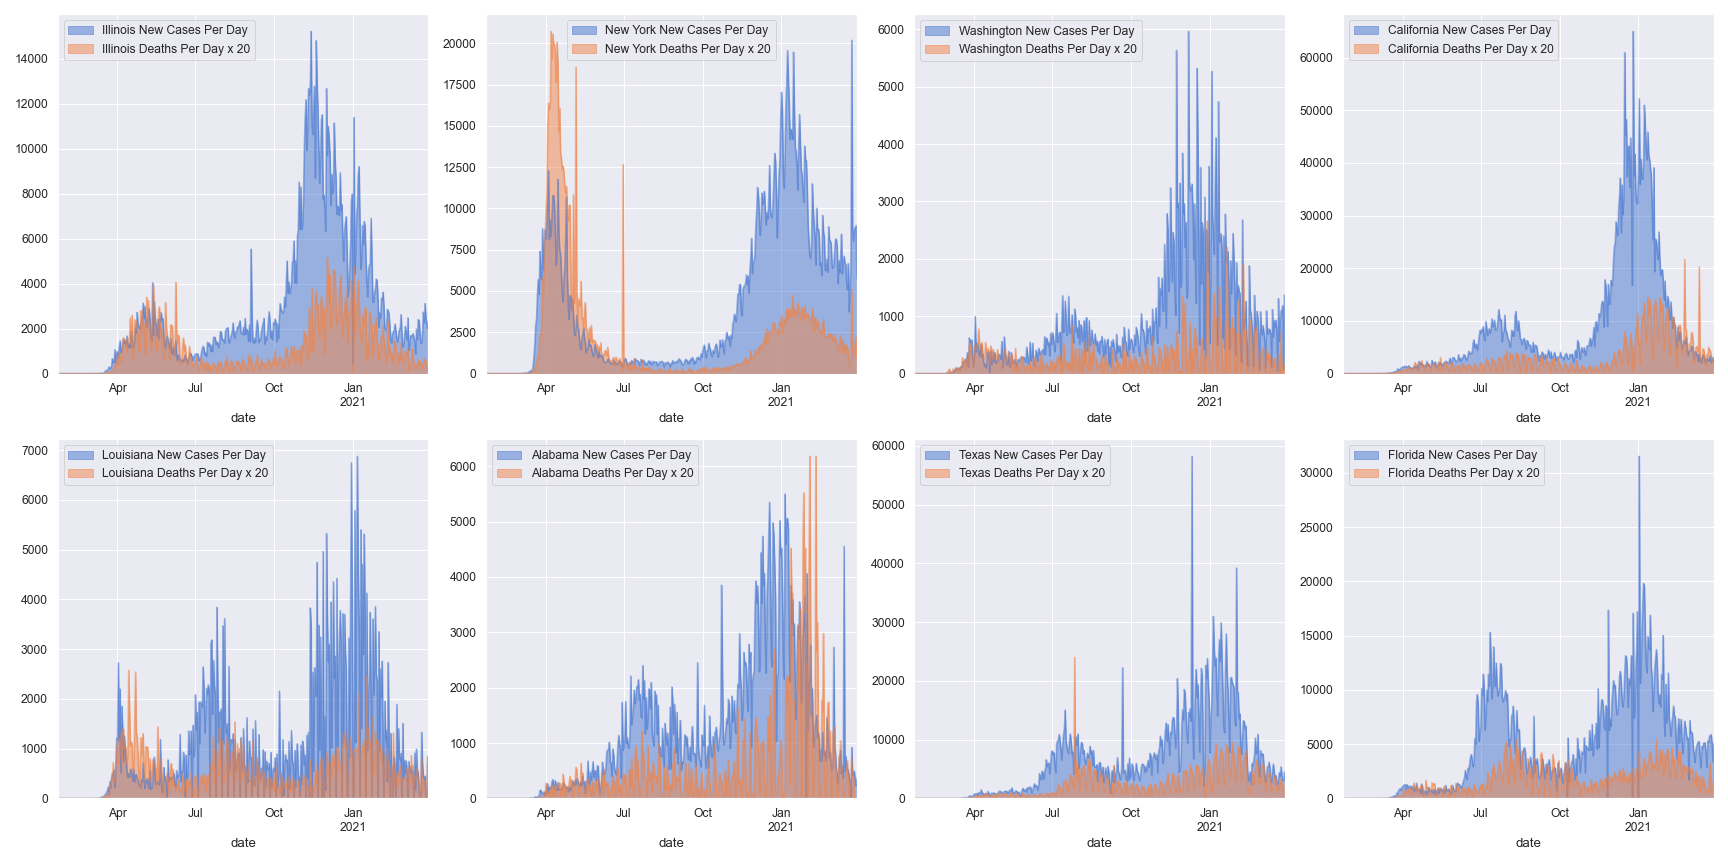 Illinois New Cases Per Day
Illinois Deaths Per Day x 20
14000
12000
10000
8000
6000
4000
2000
0
Apr Jul Oct Jan
2021
date
New York New Cases Per Day
New York Deaths Per Day x 20
20000
17500
15000
12500
10000
7500
5000
2500
0
Apr Jul Oct Jan
2021
date
Washington New Cases Per Day
Washington Deaths Per Day x 20
6000
5000
4000
3000
2000
1000
0
Apr Jul Oct Jan
2021
date
California New Cases Per Day
California Deaths Per Day x 20
60000
50000
40000
30000
20000
10000
0
Apr Jul Oct Jan
2021
date
Louisiana New Cases Per Day
Louisiana Deaths Per Day x 20
7000
6000
5000
4000
3000
2000
1000
0
Apr Jul Oct Jan
2021
date
Alabama New Cases Per Day
Alabama Deaths Per Day x 20
6000
5000
4000
3000
2000
1000
0
Apr Jul Oct Jan
2021
date
Texas New Cases Per Day
Texas Deaths Per Day x 20
60000
50000
40000
30000
20000
10000
0
Apr Jul Oct Jan
2021
date
Florida New Cases Per Day
Florida Deaths Per Day x 20
30000
25000
20000
15000
10000
5000
0
Apr Jul Oct Jan
2021
date